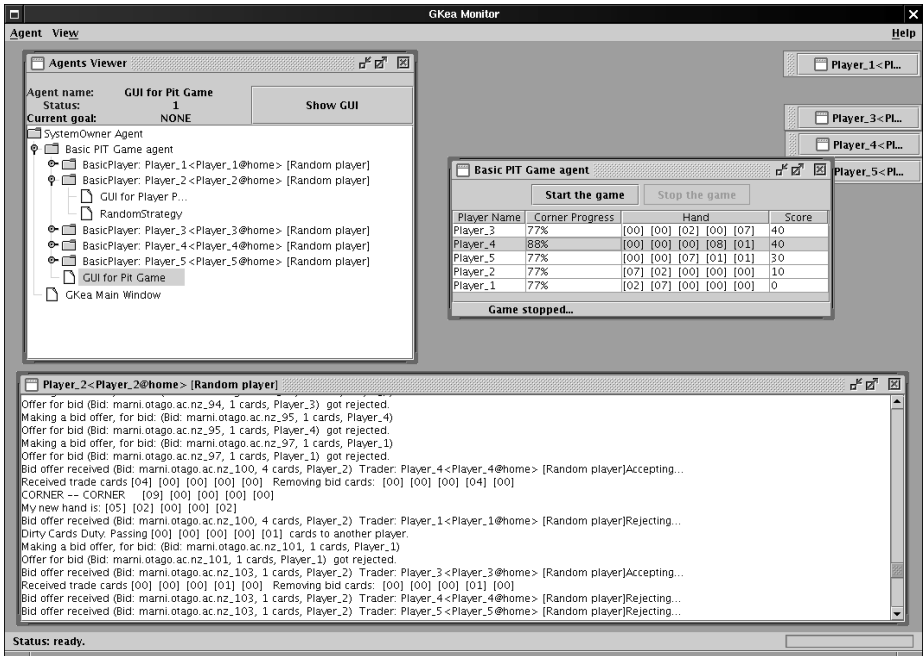 GKea Monitor
Agent View Help
Agents Viewer
Agent name: GUI for Pit Game
Status: 1
Current goal: NONE
Show GUI
SystemOwner Agent
Basic PIT Game agent
BasicPlayer: Player_1<Player_1@home> [Random player]
BasicPlayer: Player_2<Player_2@home> [Random player]
GUI for Player P...
RandomStrategy
BasicPlayer: Player_3<Player_3@home> [Random player]
BasicPlayer: Player_4<Player_4@home> [Random player]
BasicPlayer: Player_5<Player_5@home> [Random player]
GUI for Pit Game
GKea Main Window
Player_1<Pl...
Player_3<Pl...
Player_4<Pl...
Player_5<Pl...
Basic PIT Game agent
Start the game Stop the game
Player Name Corner Progress Hand Score
Player_3 77% [00] [00] [02] [00] [07] 40
Player_4 88% [00] [00] [00] [08] [01] 40
Player_5 77% [00] [00] [07] [01] [01] 30
Player_2 77% [07] [02] [00] [00] [00] 10
Player_1 77% [02] [07] [00] [00] [00] 0
Game stopped...
Player_2<Player_2@home> [Random player]
Offer for bid (Bid: marni.otago.ac.nz_94, 1 cards, Player_3) got rejected.
Making a bid offer, for bid: (Bid: marni.otago.ac.nz_95, 1 cards, Player_4)
Offer for bid (Bid: marni.otago.ac.nz_95, 1 cards, Player_4) got rejected.
Making a bid offer, for bid: (Bid: marni.otago.ac.nz_97, 1 cards, Player_1)
Offer for bid (Bid: marni.otago.ac.nz_97, 1 cards, Player_1) got rejected.
Bid offer received (Bid: marni.otago.ac.nz_100, 4 cards, Player_2) Trader: Player_4<Player_4@home> [Random player]Accepting...
Received trade cards [04] [00] [00] [00] [00] Removing bid cards: [00] [00] [00] [04] [00]
CORNER -- CORNER [09] [00] [00] [00] [00]
My new hand is: [05] [02] [00] [00] [02]
Bid offer received (Bid: marni.otago.ac.nz_100, 4 cards, Player_2) Trader: Player_1<Player_1@home> [Random player]Rejecting...
Dirty Cards Duty. Passing [00] [00] [00] [00] [01] cards to another player.
Making a bid offer, for bid: (Bid: marni.otago.ac.nz_101, 1 cards, Player_1)
Offer for bid (Bid: marni.otago.ac.nz_101, 1 cards, Player_1) got rejected.
Bid offer received (Bid: marni.otago.ac.nz_103, 1 cards, Player_2) Trader: Player_3<Player_3@home> [Random player]Accepting...
Received trade cards [00] [00] [00] [01] [00] Removing bid cards: [00] [00] [00] [01] [00]
Bid offer received (Bid: marni.otago.ac.nz_103, 1 cards, Player_2) Trader: Player_4<Player_4@home> [Random player]Rejecting...
Bid offer received (Bid: marni.otago.ac.nz_103, 1 cards, Player_2) Trader: Player_5<Player_5@home> [Random player]Rejecting...
Status: ready.